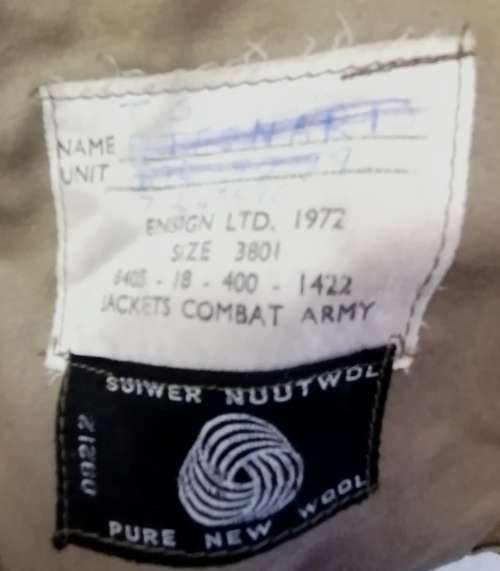 NAME
UNIT
ENSIGN LTD. 1972
SIZE 3801
8405 - 18 - 400 - 1422
JACKETS COMBAT ARMY
SUIWER NUUTWOL
09212
PURE NEW WOOL